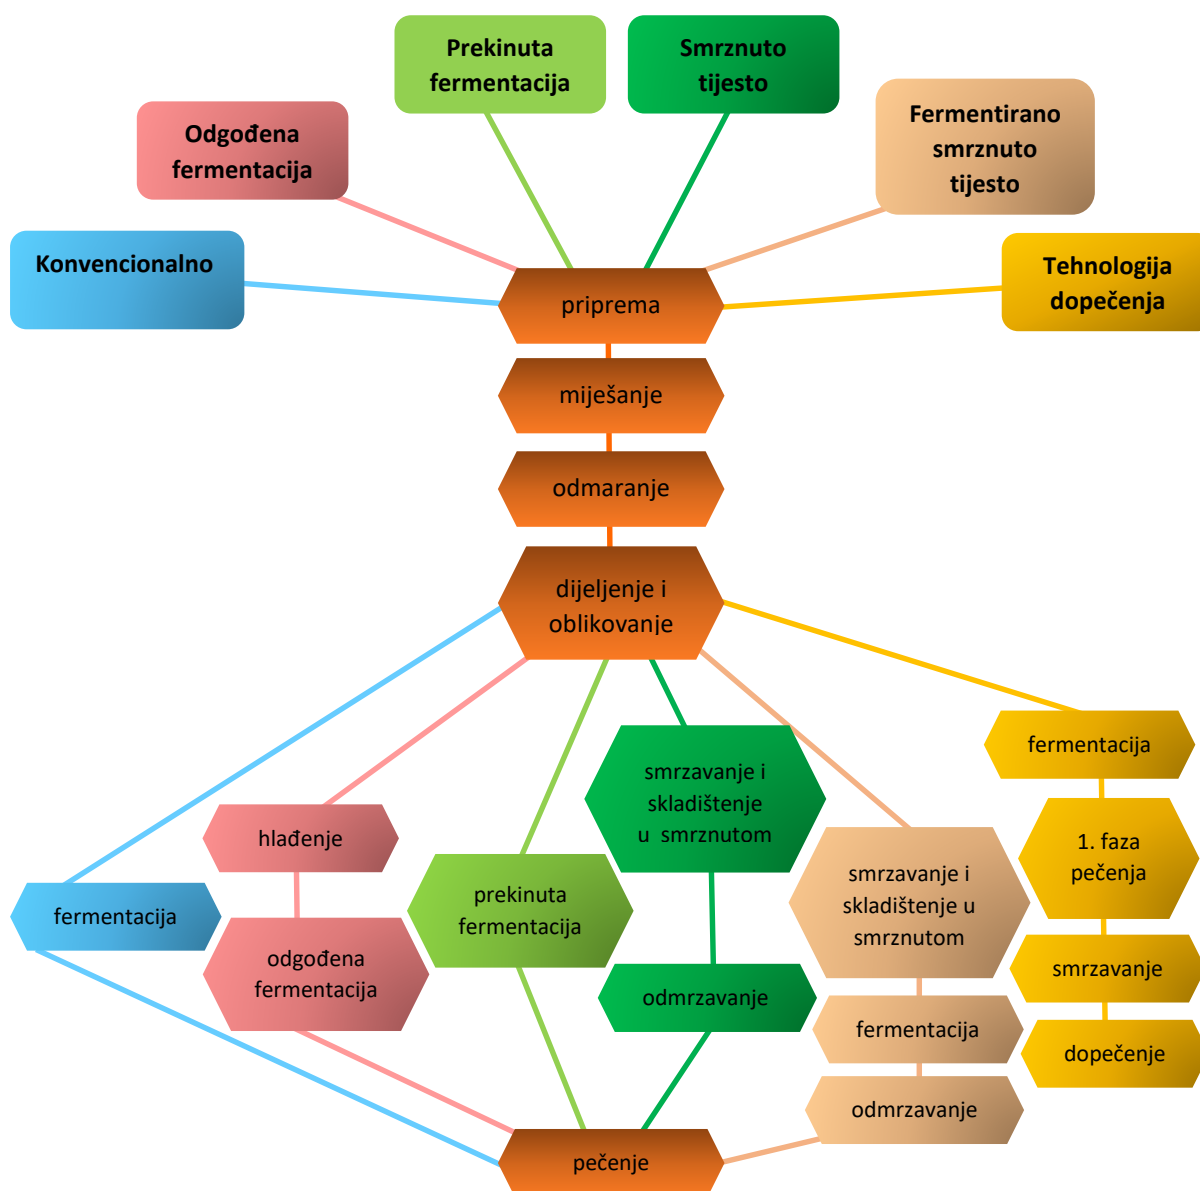 Prekinuta
fermentacija
Smrznuto
tijesto
Odgođena
fermentacija
Fermentirano
smrznuto
tijesto
Konvencionalno
Tehnologija
dopečenja
priprema
miješanje
odmaranje
dijeljenje i
oblikovanje
fermentacija
hlađenje
odgođena
fermentacija
prekinuta
fermentacija
smrzavanje i
skladištenje
u smrznutom
odmrzavanje
smrzavanje i
skladištenje u
smrznutom
fermentacija
odmrzavanje
fermentacija
1. faza
pečenja
smrzavanje
dopečenje
pečenje